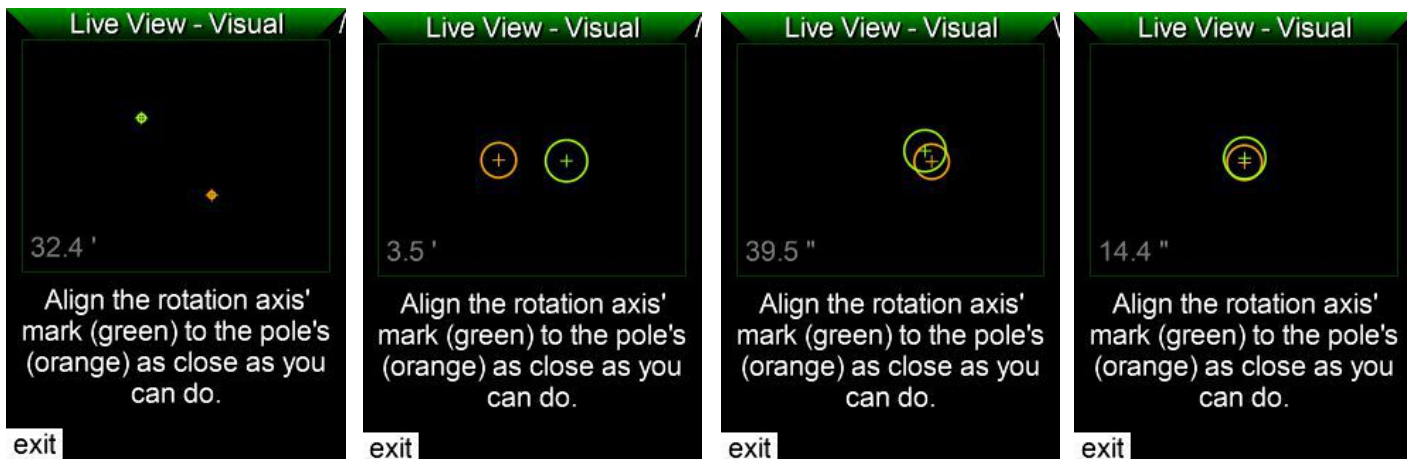 Live View - Visual /
32.4 '
Align the rotation axis'
mark (green) to the pole's
(orange) as close as you
can do.
exit
Live View - Visual /
3.5 '
Align the rotation axis'
mark (green) to the pole's
(orange) as close as you
can do.
exit
Live View - Visual \
39.5 "
Align the rotation axis'
mark (green) to the pole's
(orange) as close as you
can do.
exit
Live View - Visual
14.4 "
Align the rotation axis'
mark (green) to the pole's
(orange) as close as you
can do.
exit